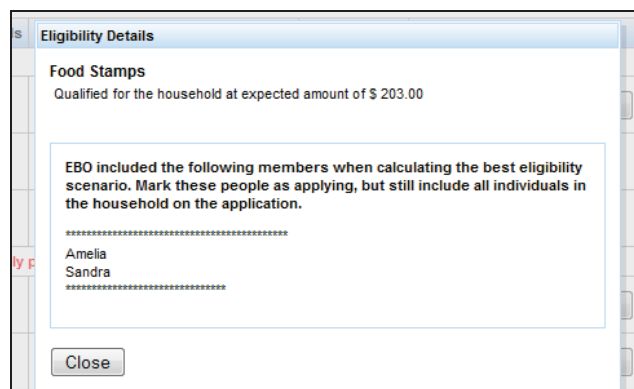 s
Eligibility Details
Food Stamps
Qualified for the household at expected amount of $ 203.00
EBO included the following members when calculating the best eligibility
scenario. Mark these people as applying, but still include all individuals in
the household on the application.
*******************************************
Amelia
Sandra
*******************************
ly p
Close